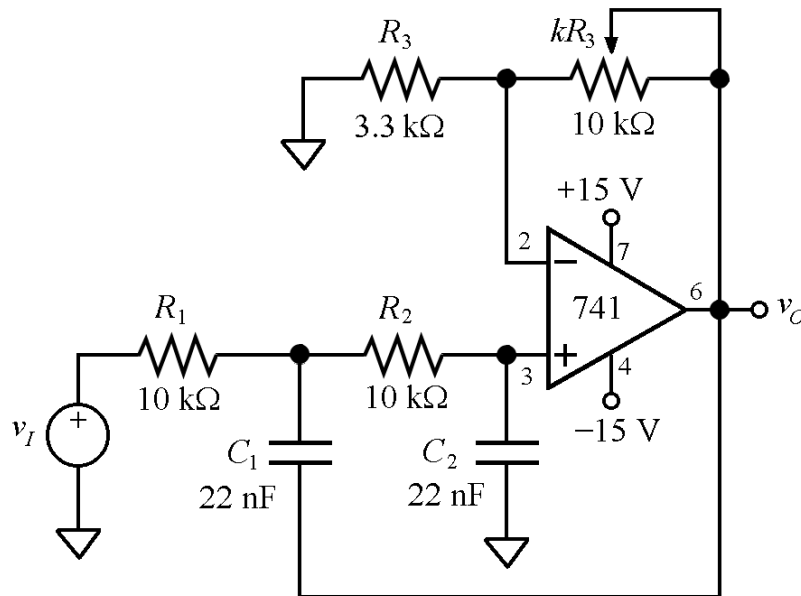 R3
kR3
3.3 kΩ
10 kΩ
+15 V
2
7
741
6
vO
R1
R2
3
4
10 kΩ
10 kΩ
−15 V
vI
+
C1
C2
22 nF
22 nF